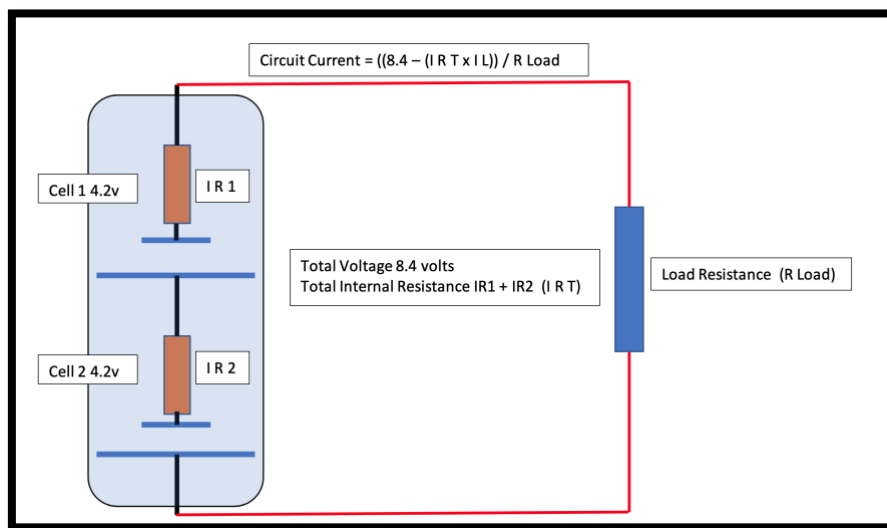 Circuit Current = ((8.4 – (I R T x I L)) / R Load
Cell 1 4.2v
I R 1
Total Voltage 8.4 volts
Total Internal Resistance IR1 + IR2  (I R T)
Load Resistance  (R Load)
Cell 2 4.2v
I R 2